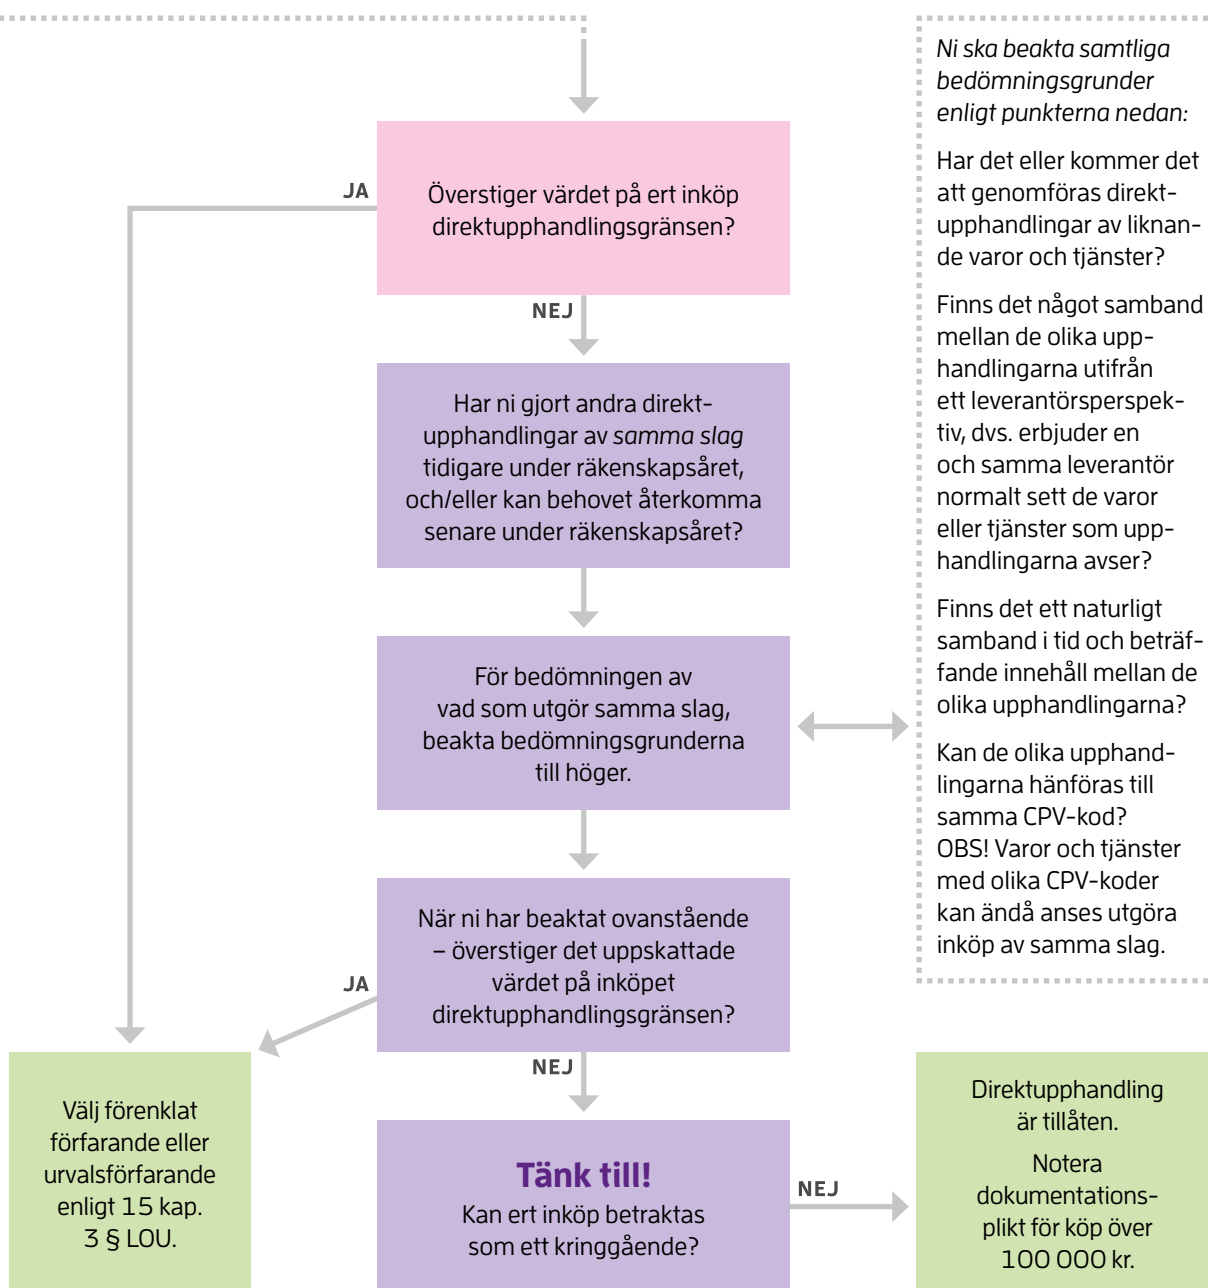 JA
Överstiger värdet på ert inköp
direktupphandlingsgränsen?
NEJ
Har ni gjort andra direkt-
upphandlingar av samma slag
tidigare under räkenskapsåret,
och/eller kan behovet återkomma
senare under räkenskapsåret?
För bedömningen av
vad som utgör samma slag,
beakta bedömningsgrunderna
till höger.
När ni har beaktat ovanstående
– överstiger det uppskattade
värdet på inköpet
direktupphandlingsgränsen?
JA
NEJ
Välj förenklat
förfarande eller
urvalsförfarande
enligt 15 kap.
3 § LOU.
Tänk till!
Kan ert inköp betraktas
som ett kringgående?
NEJ
Direktupphandling
är tillåten.
Notera
dokumentations-
plikt för köp över
100 000 kr.
Ni ska beakta samtliga
bedömningsgrunder
enligt punkterna nedan:
Har det eller kommer det
att genomföras direkt-
upphandlingar av liknan-
de varor och tjänster?
Finns det något samband
mellan de olika upp-
handlingarna utifrån
ett leverantörsperspek-
tiv, dvs. erbjuder en
och samma leverantör
normalt sett de varor
eller tjänster som upp-
handlingarna avser?
Finns det ett naturligt
samband i tid och beträf-
fande innehåll mellan de
olika upphandlingarna?
Kan de olika upphand-
lingarna hänföras till
samma CPV-kod?
OBS! Varor och tjänster
med olika CPV-koder
kan ändå anses utgöra
inköp av samma slag.